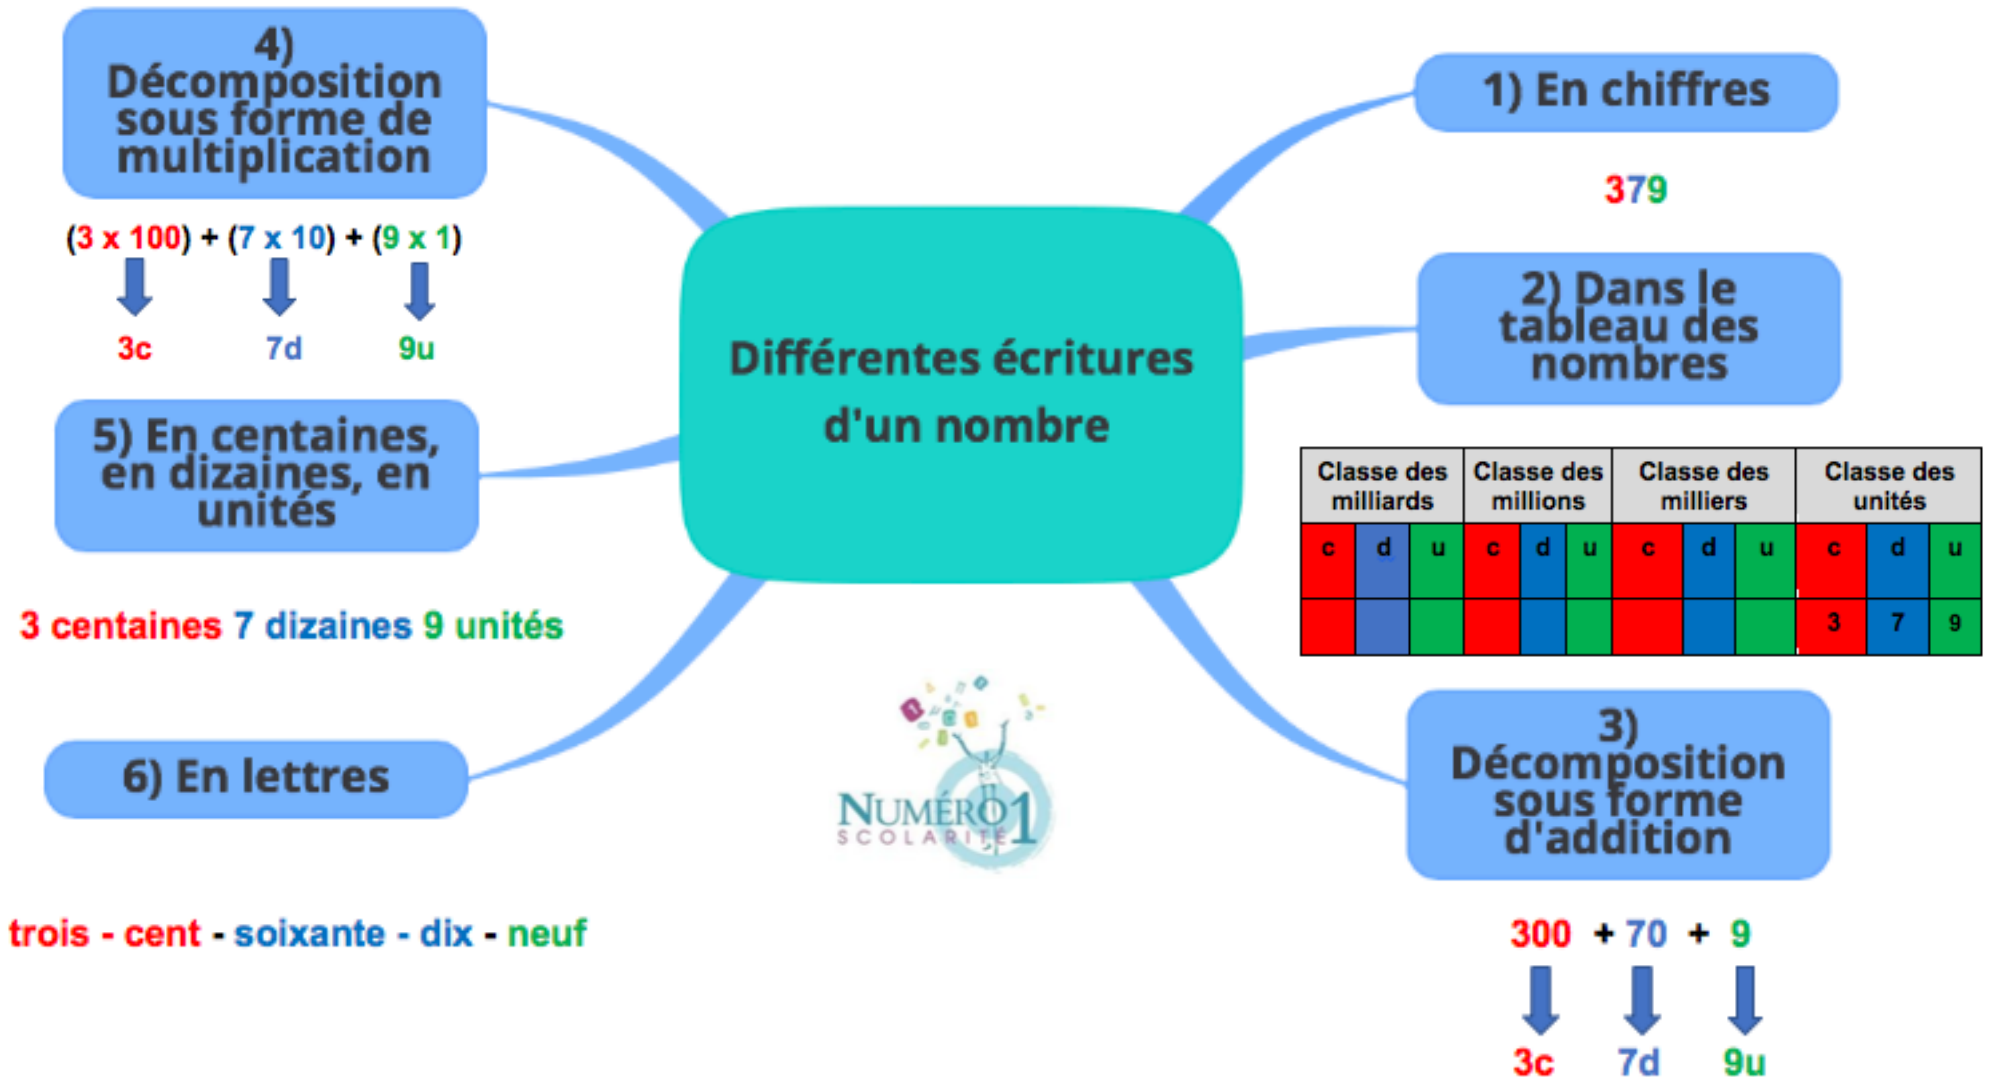 Différentes écritures
d'un nombre
1) En chiffres
379
2) Dans le
tableau des
nombres
Classe des milliards Classe des millions Classe des milliers Classe des unités
c d u c d u c d u c d u
3 7 9
3)
Décomposition
sous forme
d'addition
300 + 70 + 9
3c 7d 9u
4)
Décomposition
sous forme de
multiplication
(3 x 100) + (7 x 10) + (9 x 1)
3c 7d 9u
5) En centaines,
en dizaines, en
unités
3 centaines 7 dizaines 9 unités
6) En lettres
trois - cent - soixante - dix - neuf
NUMÉRO1
SCOLARITÉ